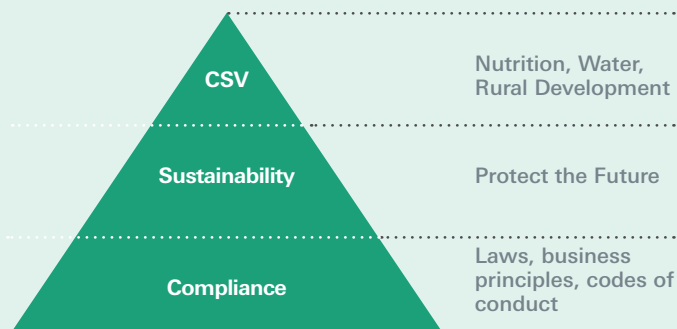 CSV
Nutrition, Water,
Rural Development
Sustainability
Protect the Future
Compliance
Laws, business
principles, codes of
conduct